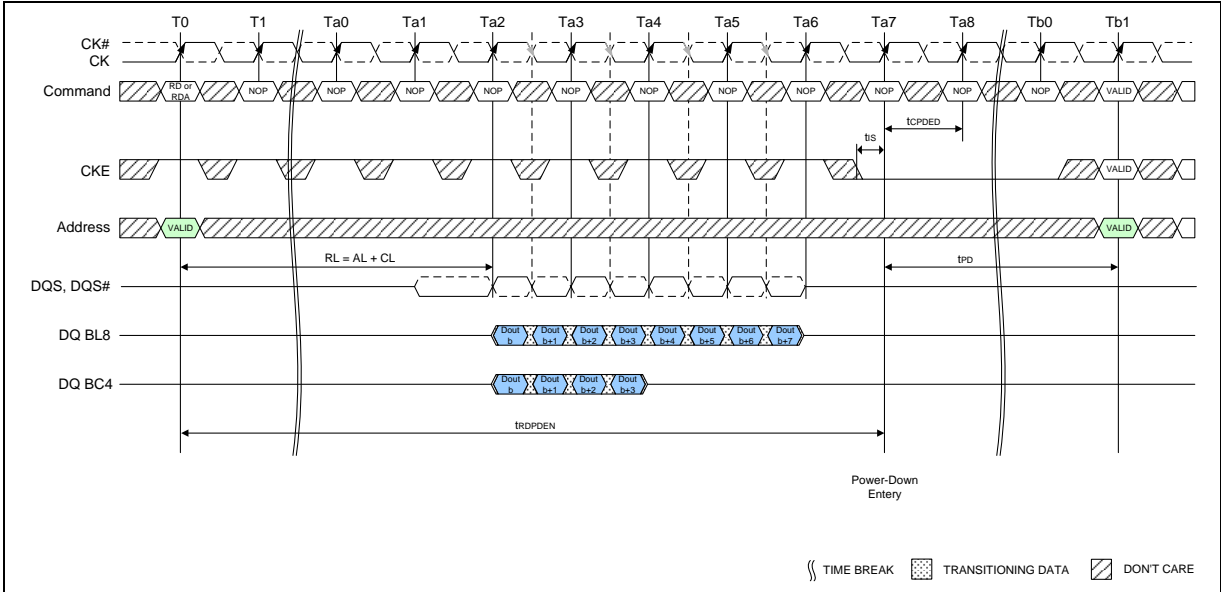 T0 T1 Ta0 Ta1 Ta2 Ta3 Ta4 Ta5 Ta6 Ta7 Ta8 Tb0 Tb1
CK#
CK
Command
RD or
RDA
NOP NOP NOP NOP NOP NOP NOP NOP NOP NOP NOP VALID
tCPDED
tIS
CKE
VALID
Address
VALID VALID
RL = AL + CL
tPD
DQS, DQS#
DQ BL8
Dout Dout Dout Dout Dout Dout Dout Dout
b b+1 b+2 b+3 b+4 b+5 b+6 b+7
DQ BC4
Dout Dout Dout Dout
b b+1 b+2 b+3
tRDPDEN
Power-Down
Entery
TIME BREAK TRANSITIONING DATA DON'T CARE